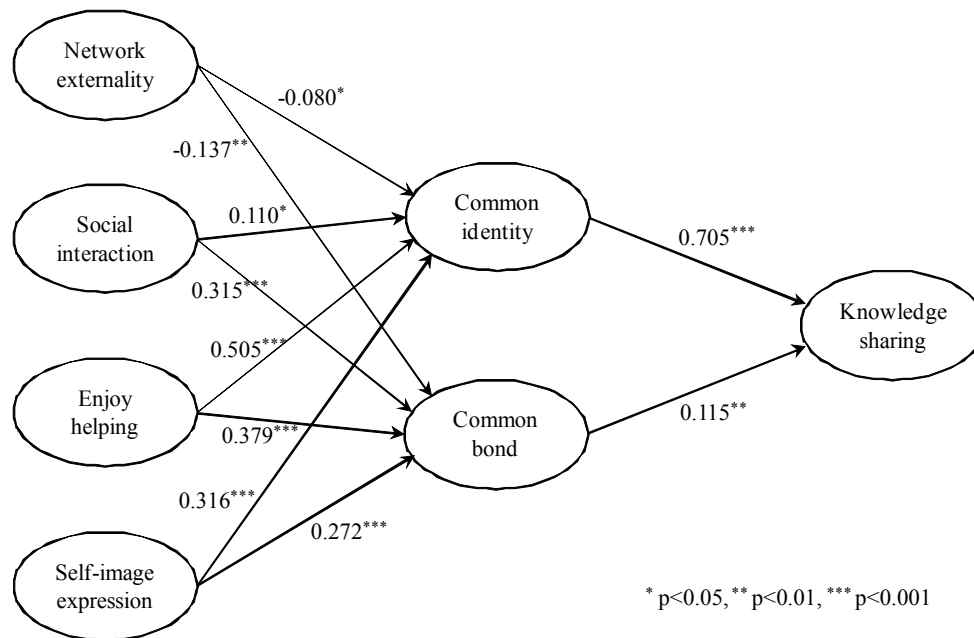 Network
externality
-0.080*
-0.137**
Social
interaction
0.110*
Common
identity
0.705***
0.315***
Knowledge
sharing
0.505***
Enjoy
helping
0.379***
Common
bond
0.115**
0.316***
0.272***
Self-image
expression
* p<0.05, ** p<0.01, *** p<0.001